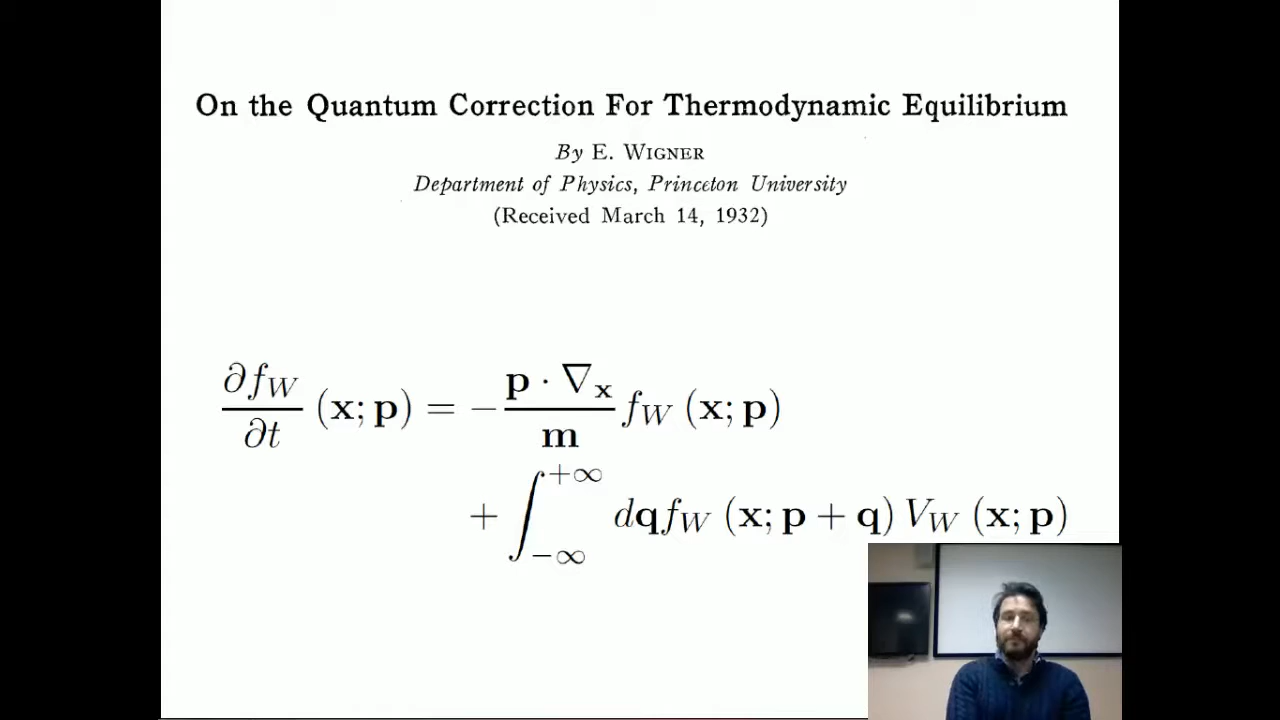 On the Quantum Correction For Thermodynamic Equilibrium
By E. WIGNER
Department of Physics, Princeton University
(Received March 14, 1932)
∂f_W/∂t (x; p) = − (p · ∇_x)/m f_W (x; p)
+ ∫_{−∞}^{+∞} dq f_W (x; p + q) V_W (x; p)